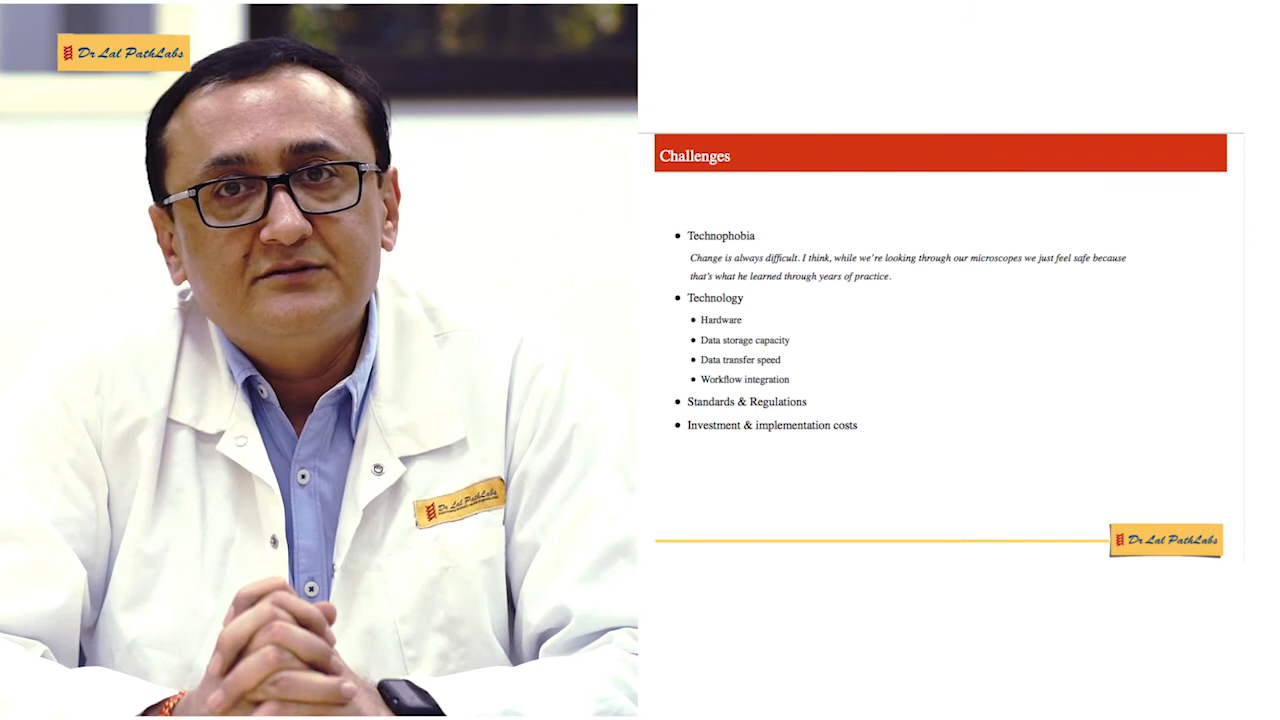 Dr Lal PathLabs
Dr Lal PathLabs
Challenges
Technophobia
Change is always difficult. I think, while we're looking through our microscopes we just feel safe because
that's what he learned through years of practice.
Technology
Hardware
Data storage capacity
Data transfer speed
Workflow integration
Standards & Regulations
Investment & implementation costs
Dr Lal PathLabs